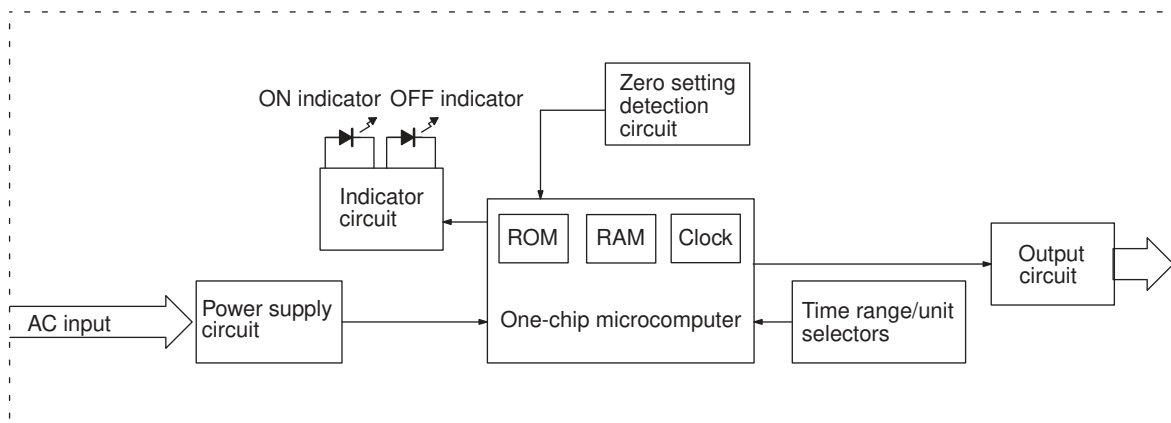 Zero setting
detection
circuit
ON indicator
OFF indicator
Indicator
circuit
ROM
RAM
Clock
One-chip microcomputer
Output
circuit
AC input
Power supply
circuit
Time range/unit
selectors